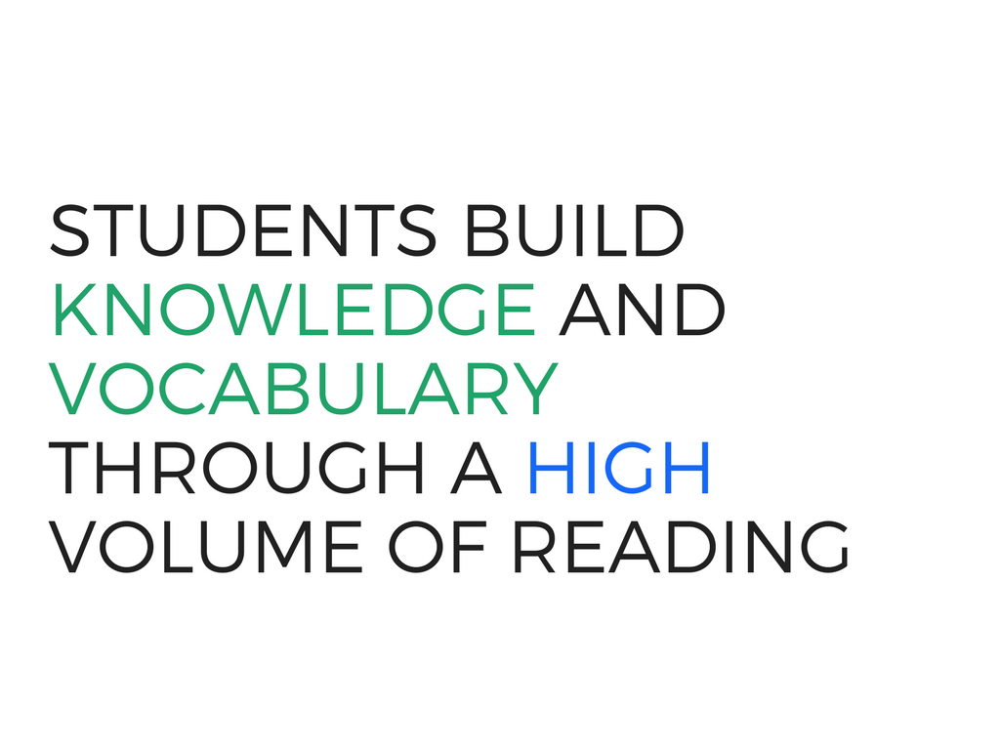 STUDENTS BUILD
KNOWLEDGE AND
VOCABULARY
THROUGH A HIGH
VOLUME OF READING